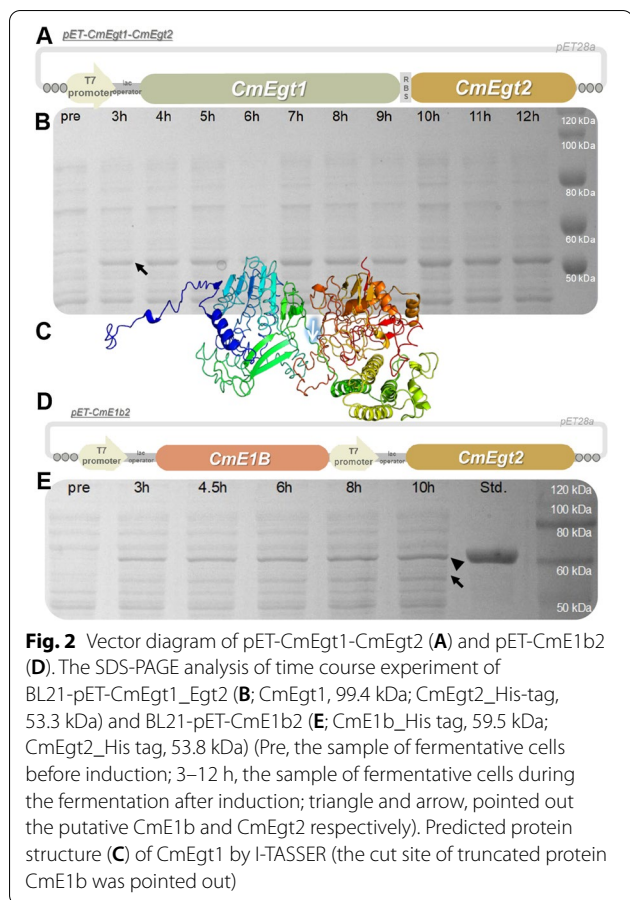 A
pET-CmEgt1-CmEgt2
pET28a
T7 promoter
lac operator
CmEgt1
RBS
CmEgt2
B
pre 3h 4h 5h 6h 7h 8h 9h 10h 11h 12h
120 kDa
100 kDa
80 kDa
60 kDa
50 kDa
C
D
pET-CmE1b2
pET28a
T7 promoter
lac operator
CmE1B
T7 promoter
lac operator
CmEgt2
E
pre 3h 4.5h 6h 8h 10h Std.
120 kDa
100 kDa
80 kDa
60 kDa
50 kDa
Fig. 2 Vector diagram of pET-CmEgt1-CmEgt2 (A) and pET-CmE1b2
(D). The SDS-PAGE analysis of time course experiment of
BL21-pET-CmEgt1_Egt2 (B; CmEgt1, 99.4 kDa; CmEgt2_His-tag,
53.3 kDa) and BL21-pET-CmE1b2 (E; CmE1b_His tag, 59.5 kDa;
CmEgt2_His tag, 53.8 kDa) (Pre, the sample of fermentative cells
before induction; 3–12 h, the sample of fermentative cells during
the fermentation after induction; triangle and arrow, pointed out
the putative CmE1b and CmEgt2 respectively). Predicted protein
structure (C) of CmEgt1 by I-TASSER (the cut site of truncated protein
CmE1b was pointed out)